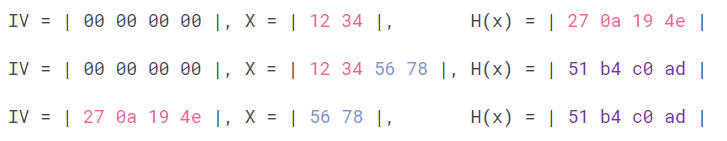 IV = | 00 00 00 00 |, X = | 12 34 |, H(x) = | 27 0a 19 4e |
IV = | 00 00 00 00 |, X = | 12 34 56 78 |, H(x) = | 51 b4 c0 ad |
IV = | 27 0a 19 4e |, X = | 56 78 |, H(x) = | 51 b4 c0 ad |